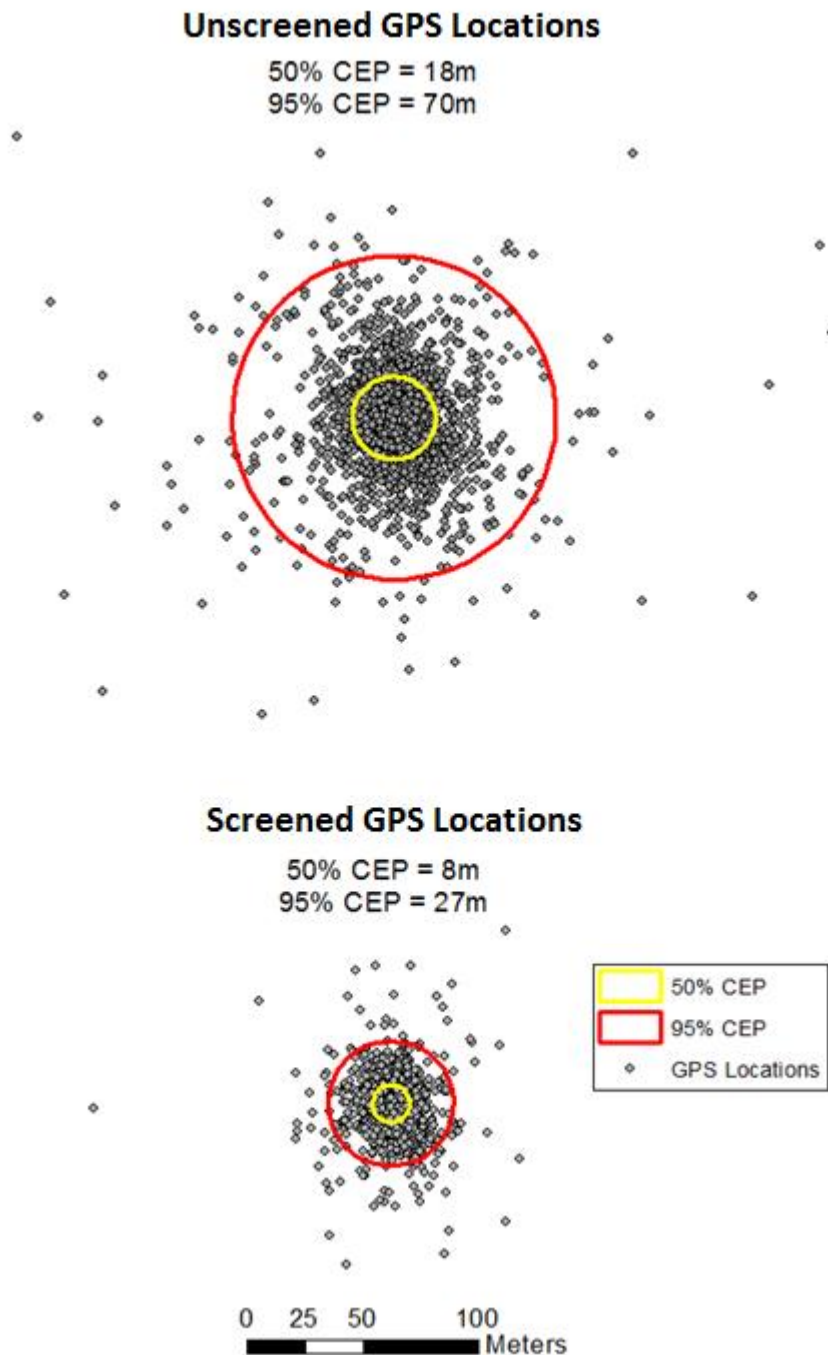 Unscreened GPS Locations
50% CEP = 18m
95% CEP = 70m
Screened GPS Locations
50% CEP = 8m
95% CEP = 27m
50% CEP
95% CEP
GPS Locations
0 25 50 100
Meters